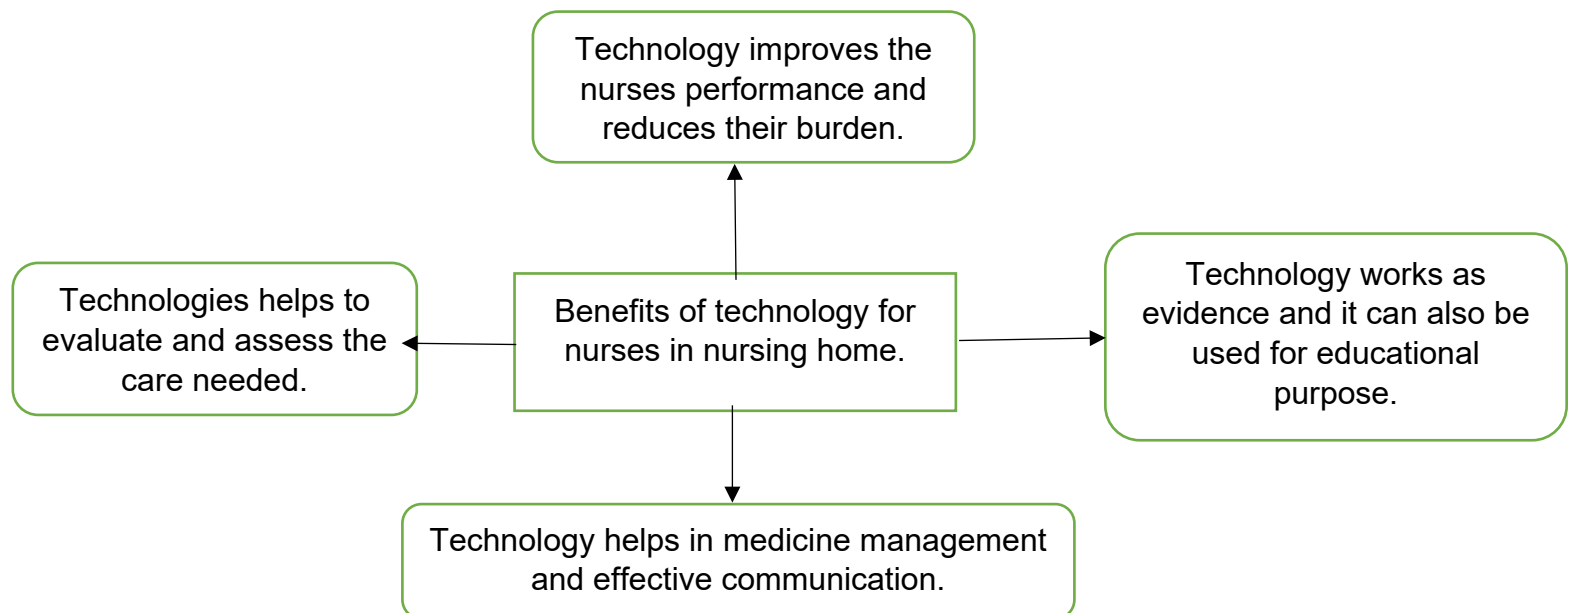 Technology improves the
nurses performance and
reduces their burden.
Technologies helps to
evaluate and assess the
care needed.
Benefits of technology for
nurses in nursing home.
Technology works as
evidence and it can also be
used for educational
purpose.
Technology helps in medicine management
and effective communication.